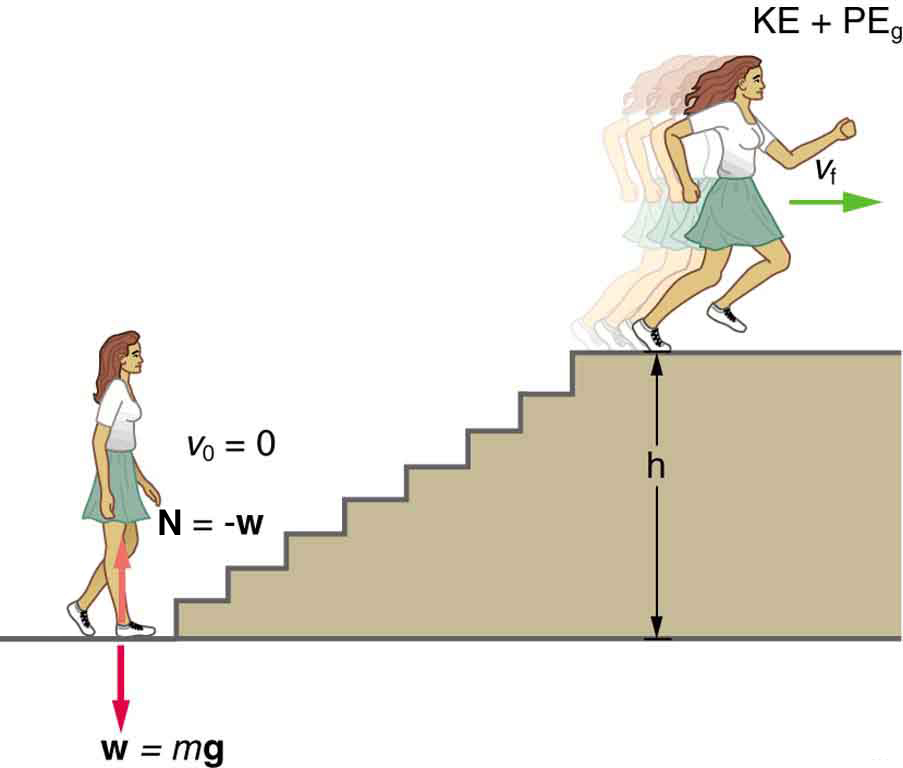 KE + PEg
vf
v0 = 0
h
N = -w
w = mg